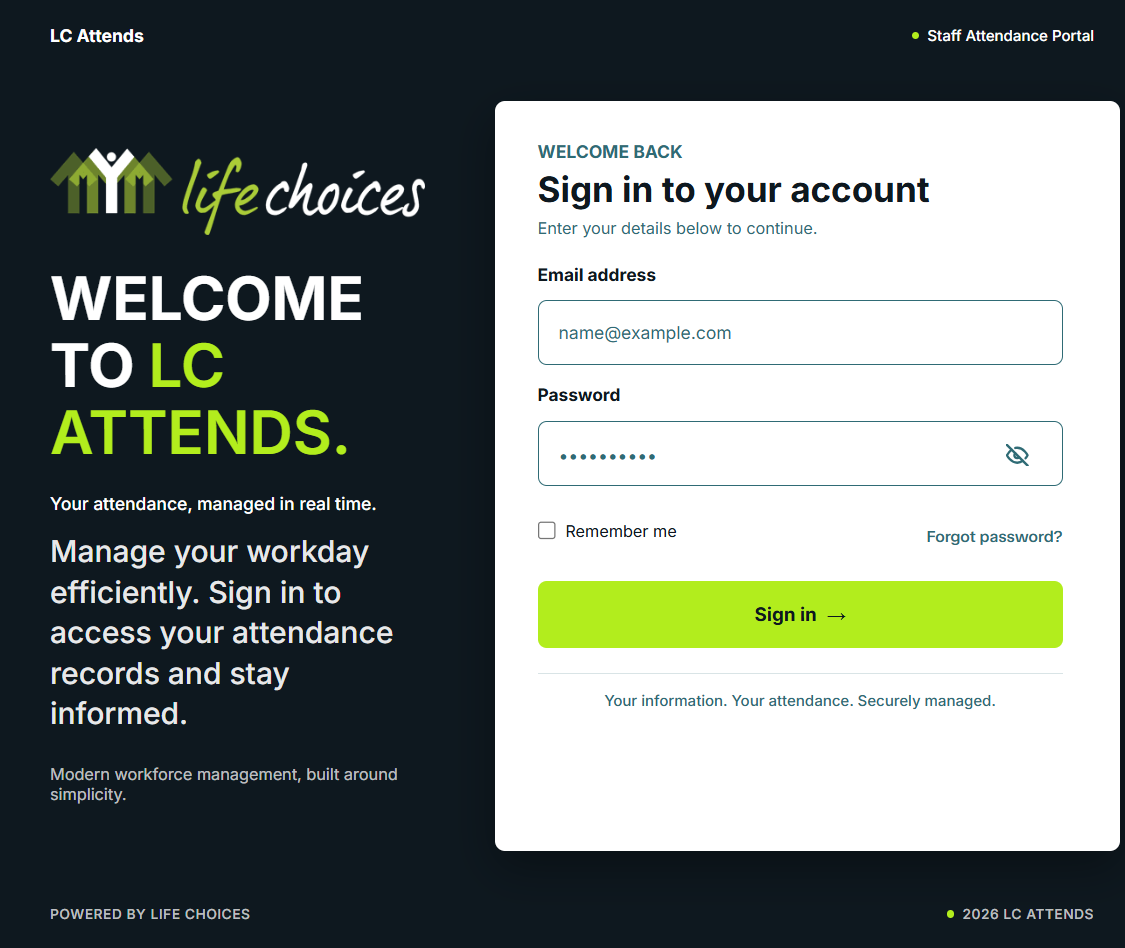 LC Attends
Staff Attendance Portal
life choices
WELCOME
TO LC
ATTENDS.
Your attendance, managed in real time.
Manage your workday
efficiently. Sign in to
access your attendance
records and stay
informed.
Modern workforce management, built around
simplicity.
WELCOME BACK
Sign in to your account
Enter your details below to continue.
Email address
name@example.com
Password
••••••••••
Remember me
Forgot password?
Sign in →
Your information. Your attendance. Securely managed.
POWERED BY LIFE CHOICES
2026 LC ATTENDS